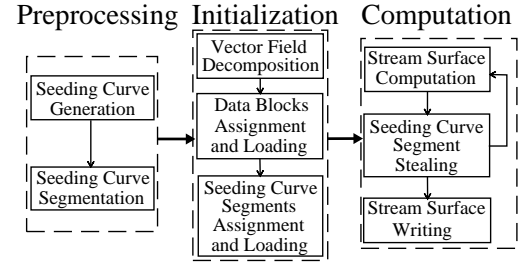 Preprocessing
Seeding Curve
Generation
Seeding Curve
Segmentation
Initialization
Vector Field
Decomposition
Data Blocks
Assignment
and Loading
Seeding Curve
Segments
Assignment
and Loading
Computation
Stream Surface
Computation
Seeding Curve
Segment
Stealing
Stream Surface
Writing